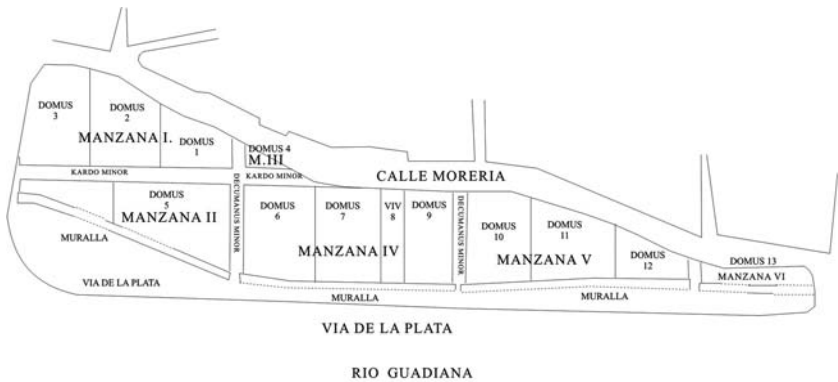 DOMUS
3
DOMUS
2
MANZANA I.
DOMUS
1
DOMUS 4
M.III
KARDO MINOR
KARDO MINOR
CALLE MORERIA
DOMUS
5
MANZANA II
DECUMANUS MINOR
DOMUS
6
DOMUS
7
VIV
8
DOMUS
9
MANZANA IV
DECUMANUS MINOR
DOMUS
10
DOMUS
11
MANZANA V
DOMUS
12
DOMUS 13
MANZANA VI
MURALLA
VIA DE LA PLATA
MURALLA
MURALLA
VIA DE LA PLATA
RIO GUADIANA